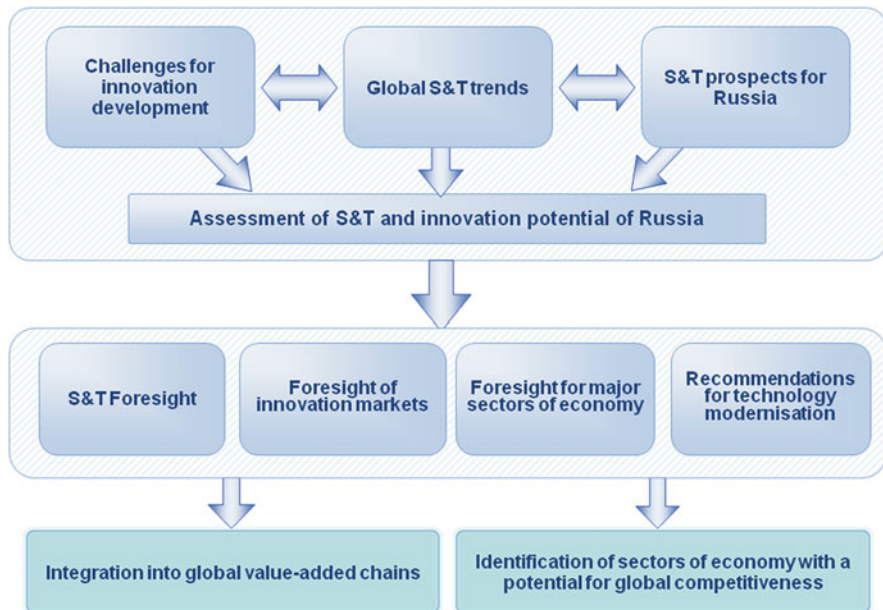 Challenges for
innovation
development
Global S&T trends
S&T prospects for
Russia
Assessment of S&T and innovation potential of Russia
S&T Foresight
Foresight of
innovation markets
Foresight for major
sectors of economy
Recommendations
for technology
modernisation
Integration into global value-added chains
Identification of sectors of economy with a
potential for global competitiveness